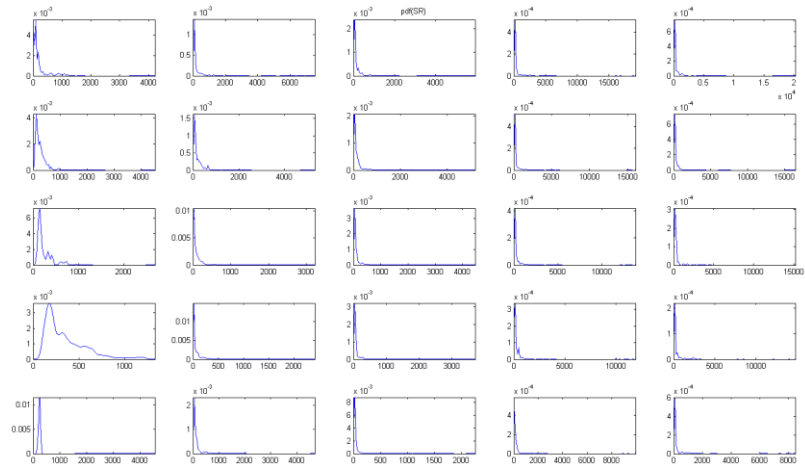 pdf(SR)
x 10⁻³ x 10⁻³ x 10⁻³ x 10⁻⁴ x 10⁻⁴
4 2 0 0 1000 2000 3000 4000
1 0.5 0 0 2000 4000 6000
2 1 0 0 2000 4000
4 2 0 0 5000 10000 15000
6 4 2 0 0 0.5 1 1.5 2
x 10⁴
x 10⁻³ x 10⁻³ x 10⁻³ x 10⁻⁴ x 10⁻⁴
4 2 0 0 1000 2000 3000 4000
1.5 1 0.5 0 0 2000 4000
2 1 0 0 2000 4000
4 2 0 0 5000 10000 15000
6 4 2 0 0 5000 10000 15000
x 10⁻³ x 10⁻³ x 10⁻⁴ x 10⁻⁴
6 4 2 0 0 1000 2000
0.01 0.005 0 0 1000 2000 3000
3 2 1 0 0 1000 2000 3000 4000
4 2 0 0 5000 10000
3 2 1 0 0 5000 10000 15000
x 10⁻³ x 10⁻³ x 10⁻⁴ x 10⁻⁴
3 2 1 0 0 500 1000
0.01 0.005 0 0 500 1000 1500 2000
3 2 1 0 0 1000 2000 3000
3 2 1 0 0 5000 10000
4 2 0 0 5000 10000
x 10⁻³ x 10⁻³ x 10⁻⁴ x 10⁻⁴
0.01 0.005 0 0 1000 2000 3000 4000
2 1 0 0 1000 2000 3000 4000
8 6 4 2 0 0 500 1000 1500 2000
4 2 0 0 2000 4000 6000 8000 10000
6 4 2 0 0 2000 4000 6000 8000